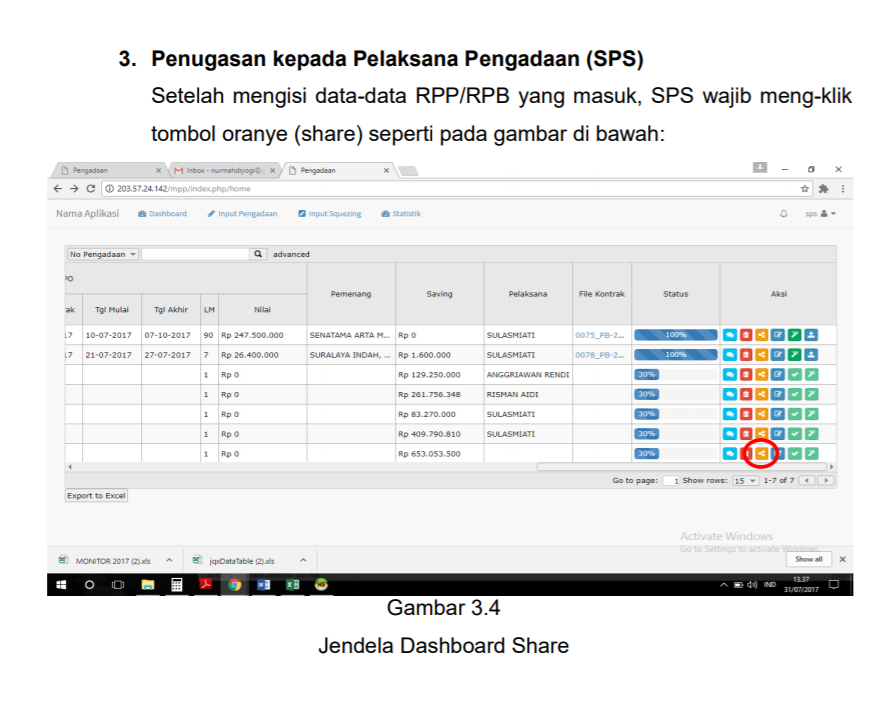 3. Penugasan kepada Pelaksana Pengadaan (SPS)
Setelah mengisi data-data RPP/RPB yang masuk, SPS wajib meng-klik
tombol oranye (share) seperti pada gambar di bawah:
Pengadaan × Inbox - nurmahdiyogi@ × Pengadaan ×
203.57.24.142/mpp/index.php/home
Nama Aplikasi Dashboard Input Pengadaan Input Squezing Statistik sps
No Pengadaan advanced
PO
Pemenang Saving Pelaksana File Kontrak Status Aksi
ak Tgl Mulai Tgl Akhir LM Nilai
17 10-07-2017 07-10-2017 90 Rp 247.500.000 SENATAMA ARTA M... Rp 0 SULASMIATI 0075_PB-2... 100%
17 21-07-2017 27-07-2017 7 Rp 26.400.000 SURALAYA INDAH, ... Rp 1.600.000 SULASMIATI 0078_PB-2... 100%
1 Rp 0 Rp 129.250.000 ANGGRIAWAN RENDI 30%
1 Rp 0 Rp 261.756.348 RISMAN AIDI 30%
1 Rp 0 Rp 83.270.000 SULASMIATI 30%
1 Rp 0 Rp 409.790.810 SULASMIATI 30%
1 Rp 0 Rp 653.053.500 30%
Go to page: 1 Show rows: 15 1-7 of 7
Export to Excel
Activate Windows
Go to Settings to activate Windows.
MONITOR 2017 (2).xls jqxDataTable (2).xls Show all ×
IND 13.37
31/07/2017
Gambar 3.4
Jendela Dashboard Share